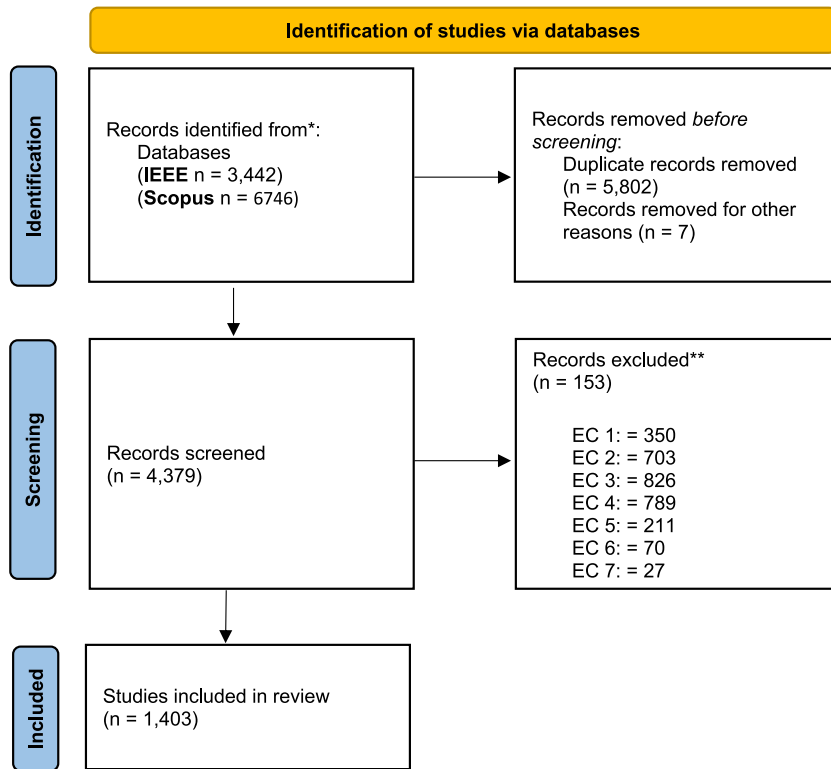 Identification of studies via databases
Identification
Records identified from*:
Databases
(IEEE n = 3,442
(Scopus n = 6746)
Records removed before
screening:
Duplicate records removed
(n = 5,802)
Records removed for other
reasons (n = 7)
Screening
Records screened
(n = 4,379)
Records excluded**
(n = 153)
EC 1: = 350
EC 2: = 703
EC 3: = 826
EC 4: = 789
EC 5: = 211
EC 6: = 70
EC 7: = 27
Included
Studies included in review
(n = 1,403)